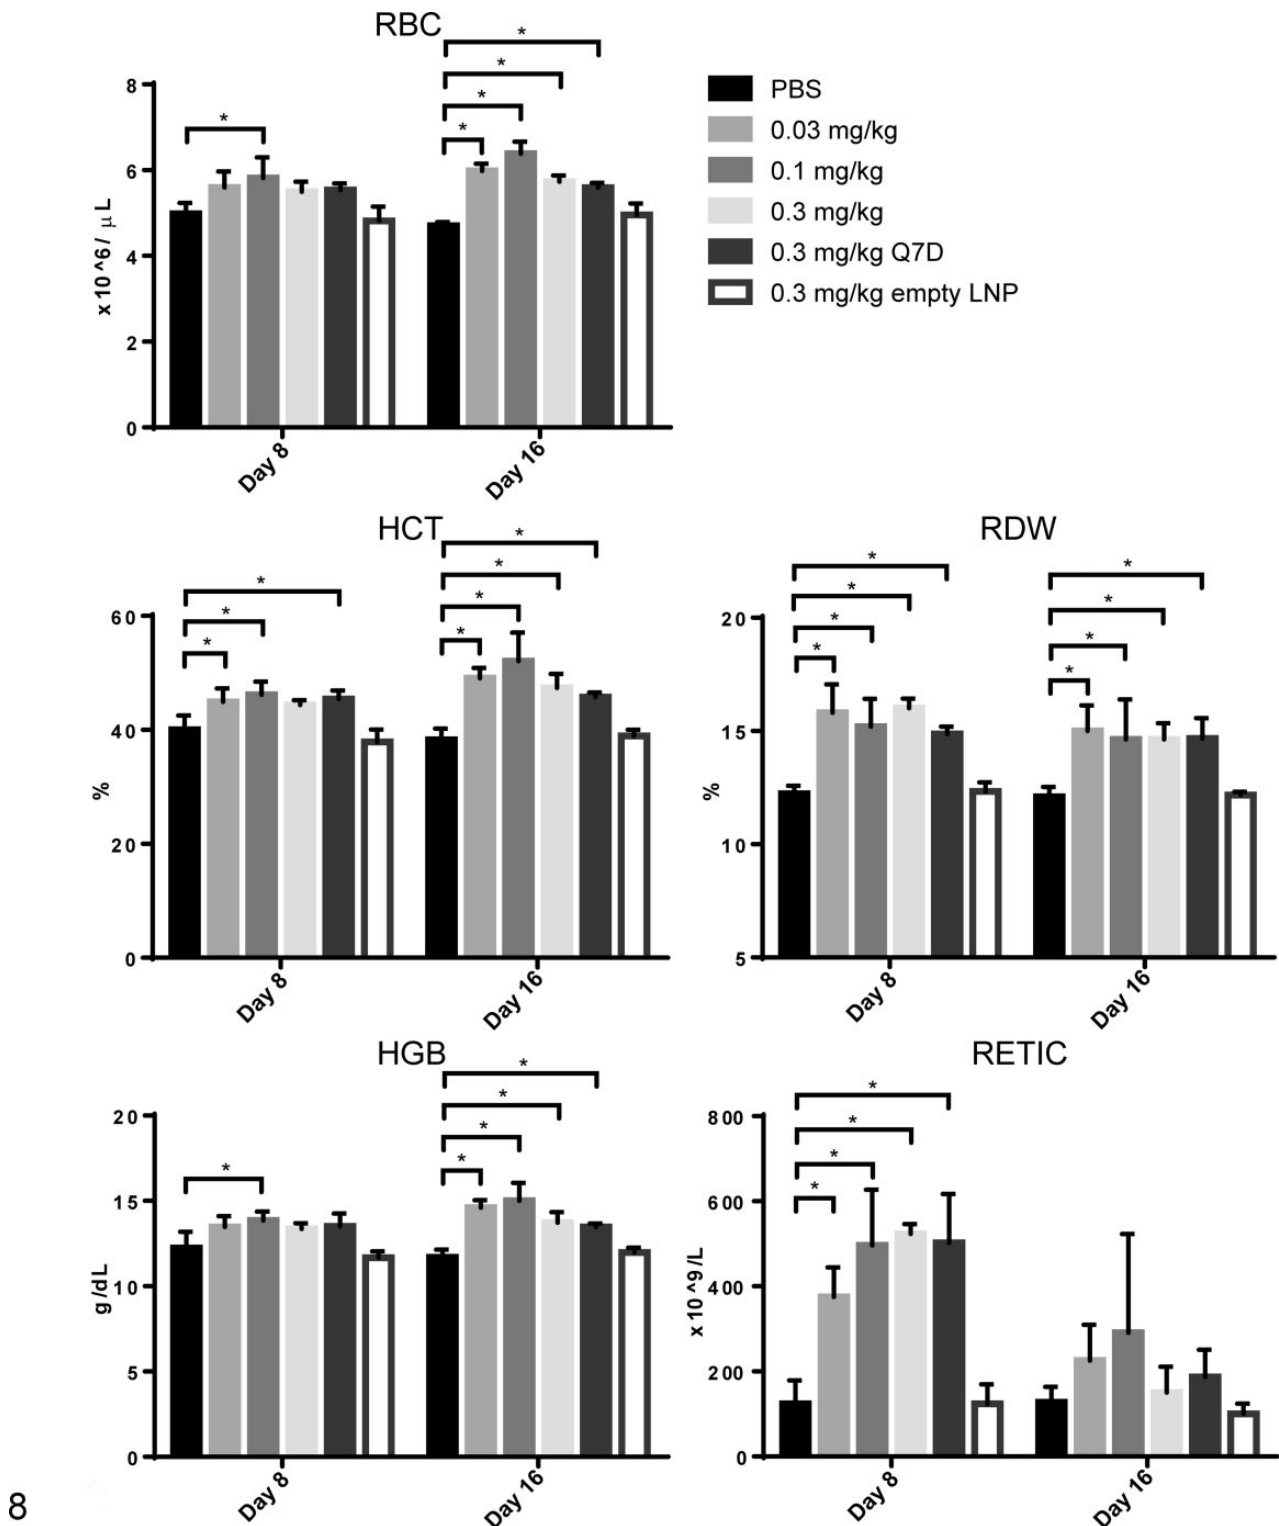 RBC
*
*
*
*
*
8
6
4
2
0
x 10^6/ μL
Day 8
Day 16
PBS
0.03 mg/kg
0.1 mg/kg
0.3 mg/kg
0.3 mg/kg Q7D
0.3 mg/kg empty LNP
HCT
*
*
*
*
*
*
*
60
40
20
0
%
Day 8
Day 16
RDW
*
*
*
*
*
*
*
*
20
15
10
5
%
Day 8
Day 16
HGB
*
*
*
*
*
20
15
10
5
0
g/dL
Day 8
Day 16
RETIC
*
*
*
*
800
600
400
200
0
x 10^9/L
Day 8
Day 16
8